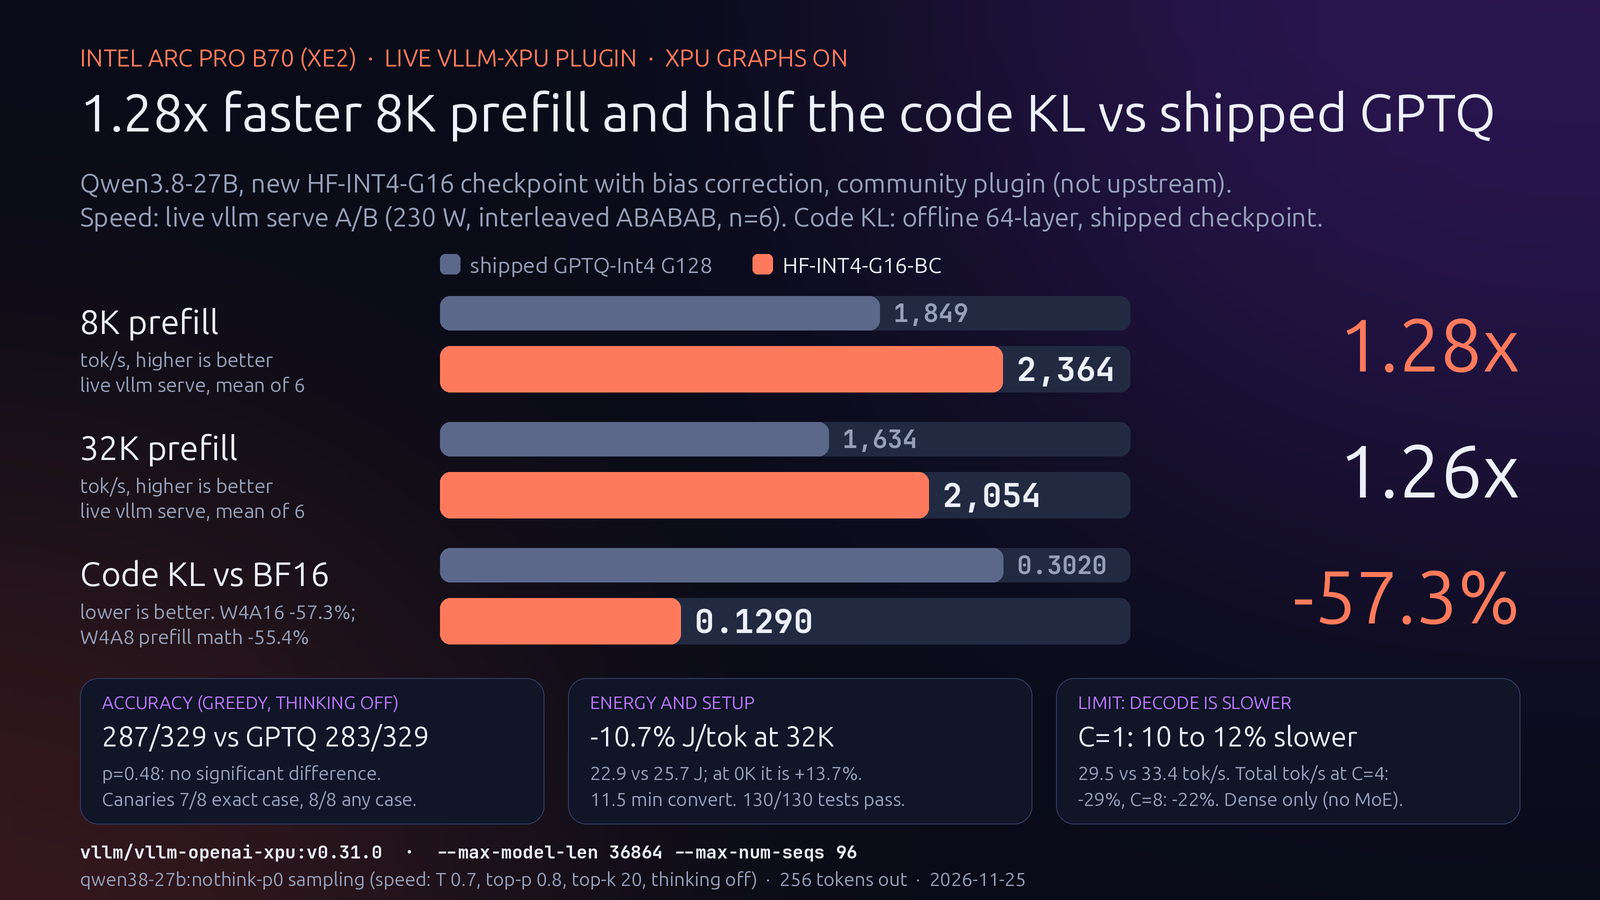 INTEL ARC PRO B70 (XE2) · LIVE VLLM-XPU PLUGIN · XPU GRAPHS ON
1.28x faster 8K prefill and half the code KL vs shipped GPTQ
Qwen3.8-27B, new HF-INT4-G16 checkpoint with bias correction, community plugin (not upstream).
Speed: live vllm serve A/B (230 W, interleaved ABABAB, n=6). Code KL: offline 64-layer, shipped checkpoint.
shipped GPTQ-Int4 G128
HF-INT4-G16-BC
8K prefill
tok/s, higher is better
live vllm serve, mean of 6
1,849
2,364
1.28x
32K prefill
tok/s, higher is better
live vllm serve, mean of 6
1,634
2,054
1.26x
Code KL vs BF16
lower is better. W4A16 -57.3%;
W4A8 prefill math -55.4%
0.3020
0.1290
-57.3%
ACCURACY (GREEDY, THINKING OFF)
287/329 vs GPTQ 283/329
p=0.48: no significant difference.
Canaries 7/8 exact case, 8/8 any case.
ENERGY AND SETUP
-10.7% J/tok at 32K
22.9 vs 25.7 J; at 0K it is +13.7%.
11.5 min convert. 130/130 tests pass.
LIMIT: DECODE IS SLOWER
C=1: 10 to 12% slower
29.5 vs 33.4 tok/s. Total tok/s at C=4:
-29%, C=8: -22%. Dense only (no MoE).
vllm/vllm-openai-xpu:v0.31.0 · --max-model-len 36864 --max-num-seqs 96
qwen38-27b:nothink-p0 sampling (speed: T 0.7, top-p 0.8, top-k 20, thinking off) · 256 tokens out · 2026-11-25